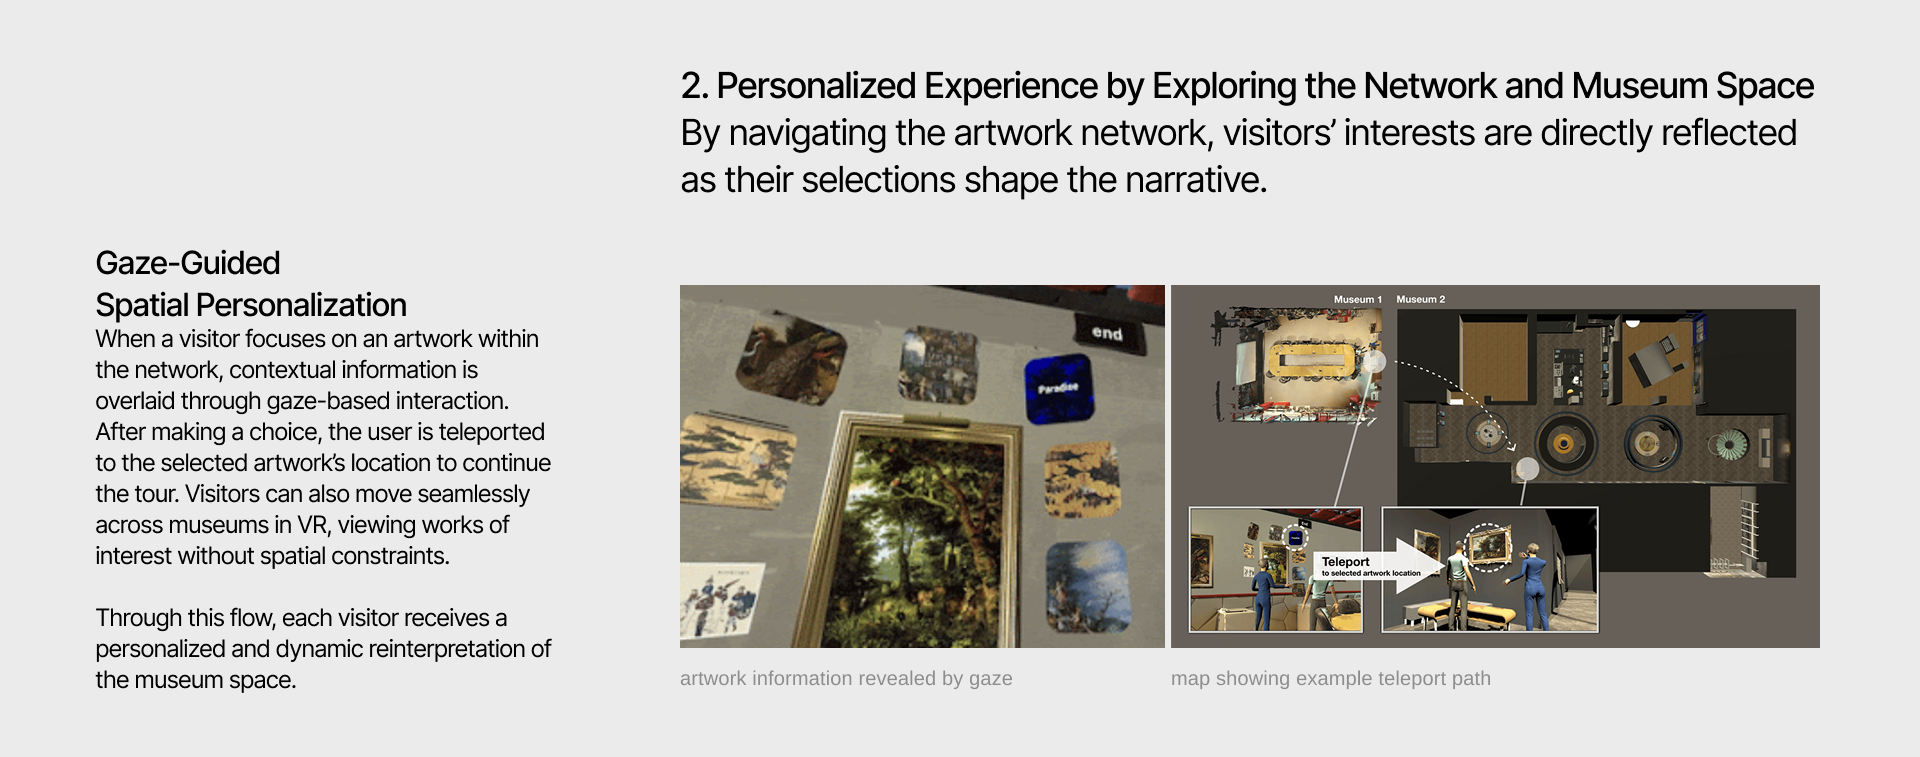 2. Personalized Experience by Exploring the Network and Museum Space
By navigating the artwork network, visitors’ interests are directly reflected
as their selections shape the narrative.
Gaze-Guided
Spatial Personalization
When a visitor focuses on an artwork within
the network, contextual information is
overlaid through gaze-based interaction.
After making a choice, the user is teleported
to the selected artwork’s location to continue
the tour. Visitors can also move seamlessly
across museums in VR, viewing works of
interest without spatial constraints.
Through this flow, each visitor receives a
personalized and dynamic reinterpretation of
the museum space.
end
Paradise
artwork information revealed by gaze
Museum 1
Museum 2
Teleport
to selected artwork location
map showing example teleport path